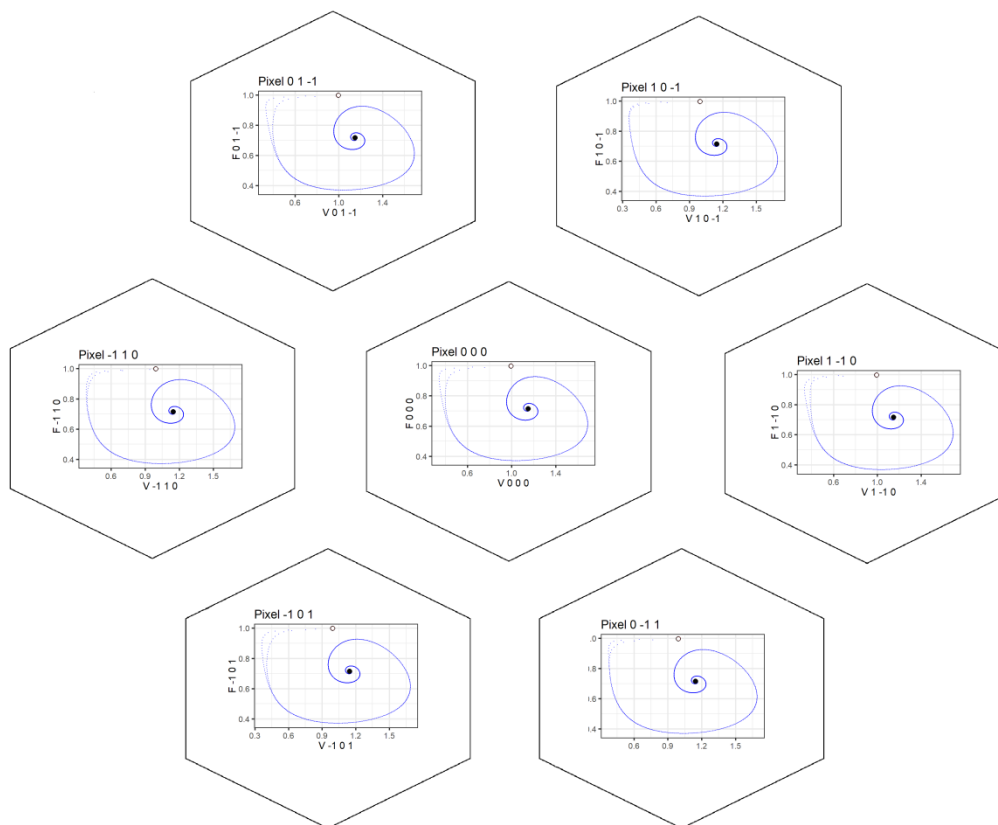 Pixel 0 1 -1
1.0
0.8
0.6
0.4
F 0 1 -1
0.6
1.0
1.4
V 0 1 -1
Pixel 1 0 -1
1.0
0.8
0.6
0.4
F 1 0 -1
0.3
0.6
0.9
1.2
1.5
V 1 0 -1
Pixel -1 1 0
1.0
0.8
0.6
0.4
F -1 1 0
0.6
0.9
1.2
1.5
V -1 1 0
Pixel 0 0 0
1.0
0.8
0.6
0.4
F 0 0 0
0.6
1.0
1.4
V 0 0 0
Pixel 1 -1 0
1.0
0.8
0.6
0.4
F 1 -1 0
0.6
1.0
1.4
V 1 -1 0
Pixel -1 0 1
1.0
0.8
0.6
0.4
F -1 0 1
0.3
0.6
0.9
1.2
1.5
V -1 0 1
Pixel 0 -1 1
.0
.8
.6
.4
0.6
0.9
1.2
1.5